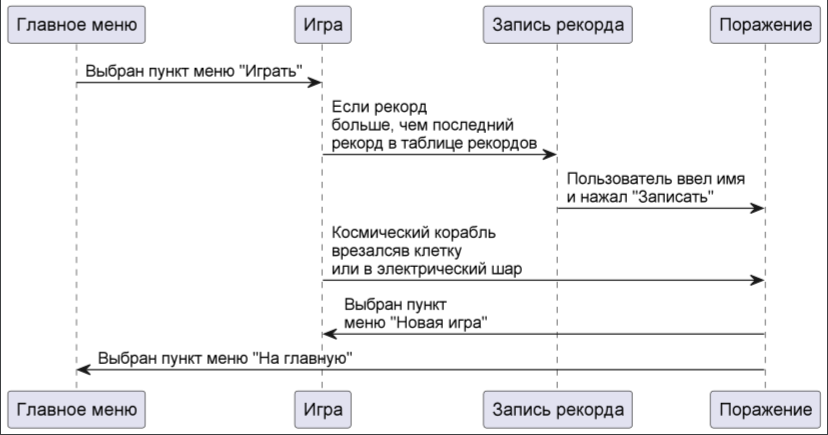 Главное меню
Игра
Запись рекорда
Поражение
Выбран пункт меню "Играть"
Если рекорд
больше, чем последний
рекорд в таблице рекордов
Пользователь ввел имя
и нажал "Записать"
Космический корабль
врезалсяв клетку
или в электрический шар
Выбран пункт
меню "Новая игра"
Выбран пункт меню "На главную"
Главное меню
Игра
Запись рекорда
Поражение